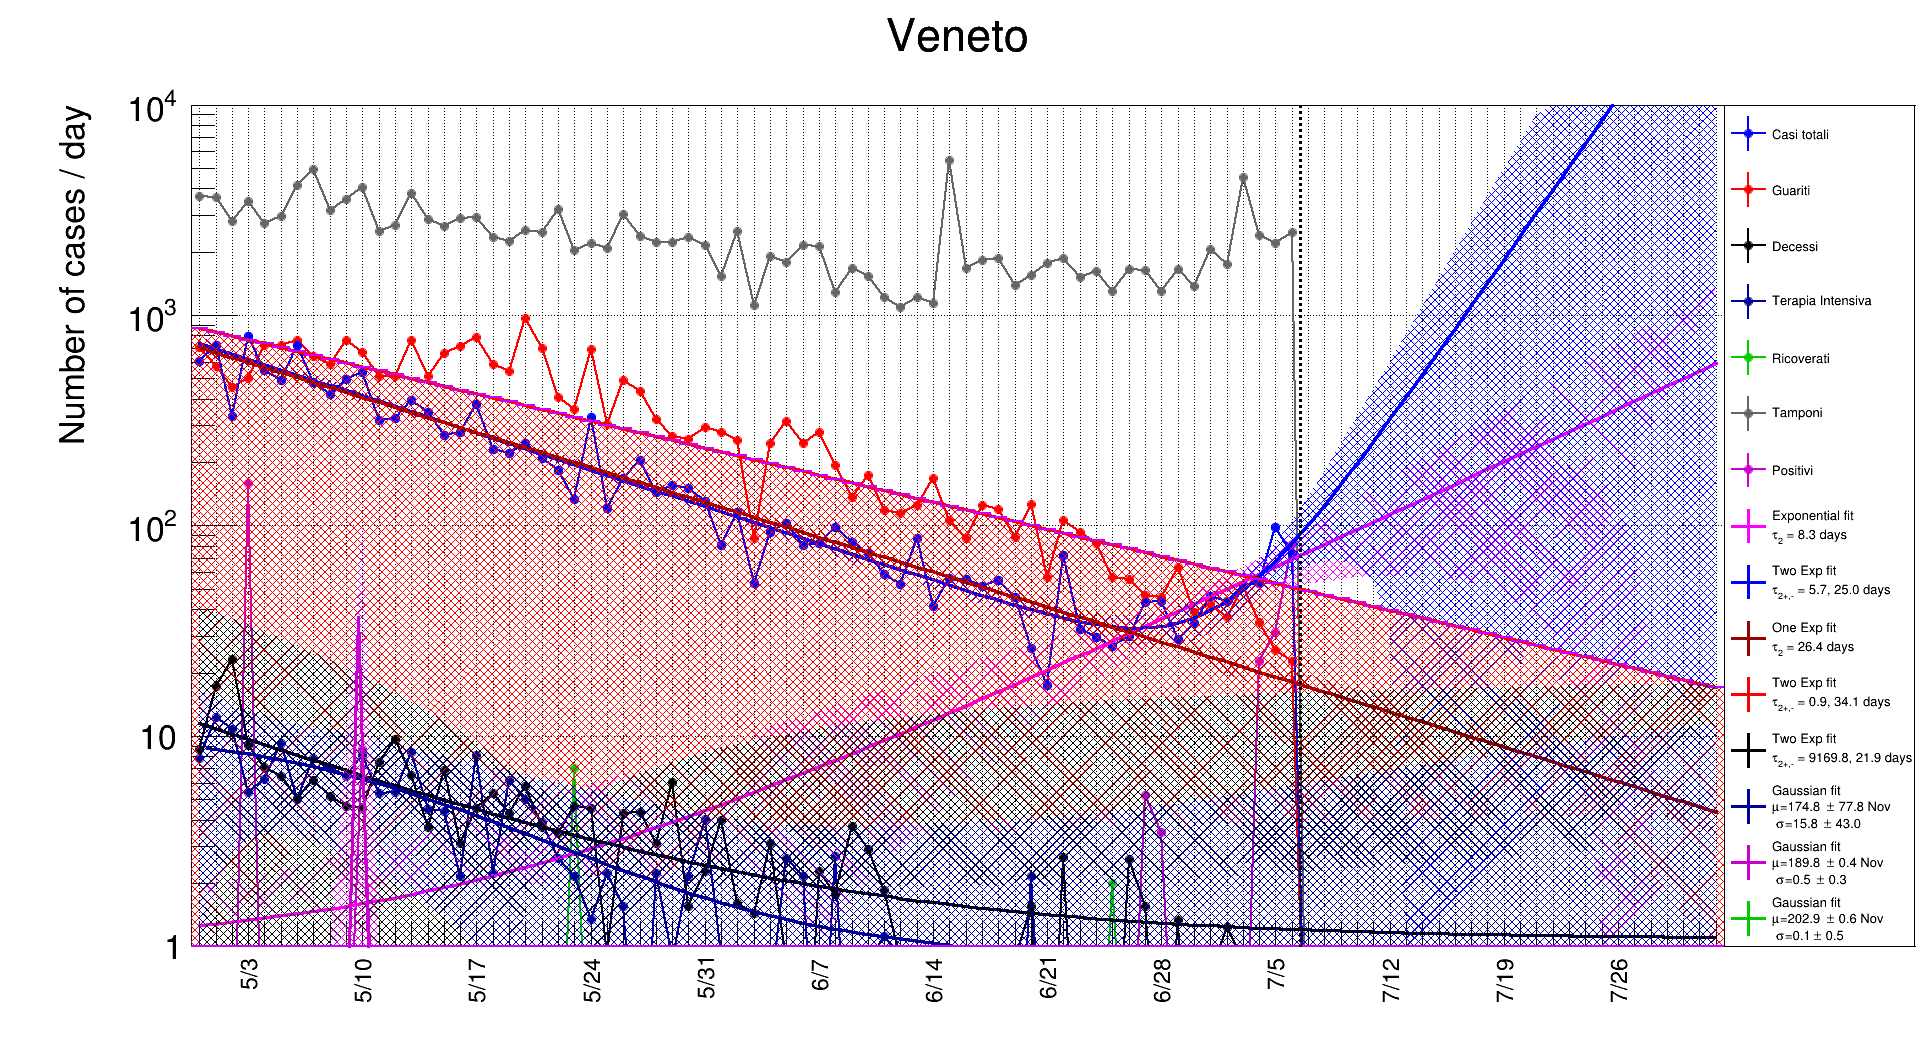 Veneto
Number of cases / day
10^4
10^3
10^2
10
1
5/3
5/10
5/17
5/24
5/31
6/7
6/14
6/21
6/28
7/5
7/12
7/19
7/26
Casi totali
Guariti
Decessi
Terapia Intensiva
Ricoverati
Tamponi
Positivi
Exponential fit
τ₂ = 8.3 days
Two Exp fit
τ₂₊,₋ = 5.7, 25.0 days
One Exp fit
τ₂ = 26.4 days
Two Exp fit
τ₂₊,₋ = 0.9, 34.1 days
Two Exp fit
τ₂₊,₋ = 9169.8, 21.9 days
Gaussian fit
μ=174.8 ± 77.8 Nov
σ=15.8 ± 43.0
Gaussian fit
μ=189.8 ± 0.4 Nov
σ=0.5 ± 0.3
Gaussian fit
μ=202.9 ± 0.6 Nov
σ=0.1 ± 0.5